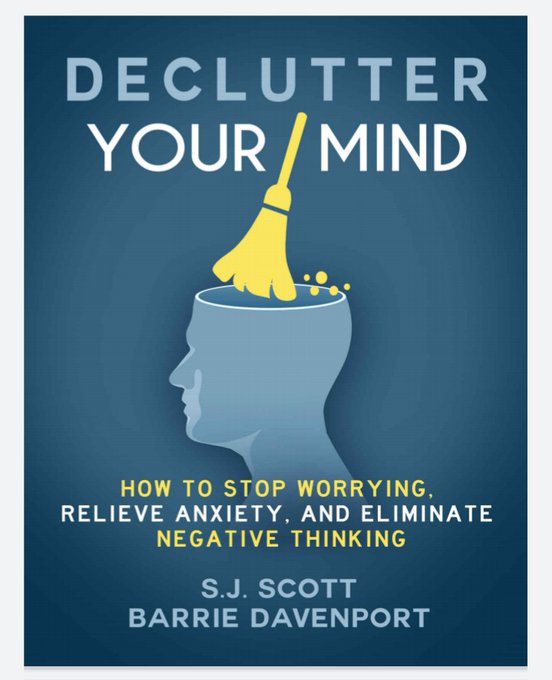 DECLUTTER
YOUR MIND
HOW TO STOP WORRYING,
RELIEVE ANXIETY, AND ELIMINATE
NEGATIVE THINKING
S.J. SCOTT
BARRIE DAVENPORT